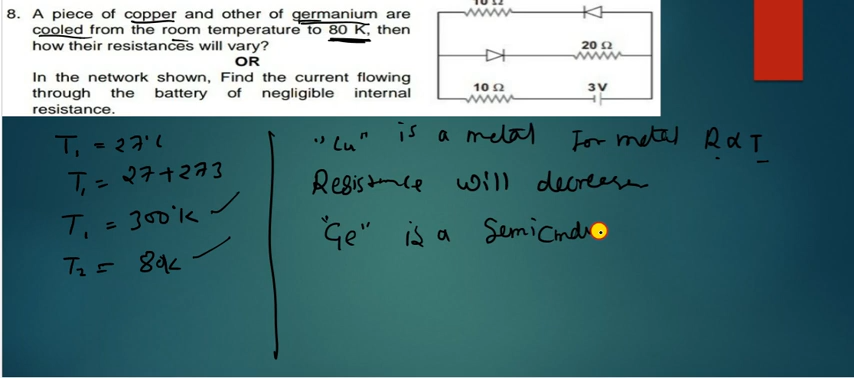 8. A piece of copper and other of germanium are
cooled from the room temperature to 80 K, then
how their resistances will vary?
OR
In the network shown, Find the current flowing
through the battery of negligible internal
resistance.
10 Ω
20 Ω
10 Ω
3 V
T₁ = 27°C
T₁ = 27+273
T₁ = 300°K
T₂ = 80K
"Cu" is a metal For metal R α T
Resistance will decrease
"Ge" is a Semicondu